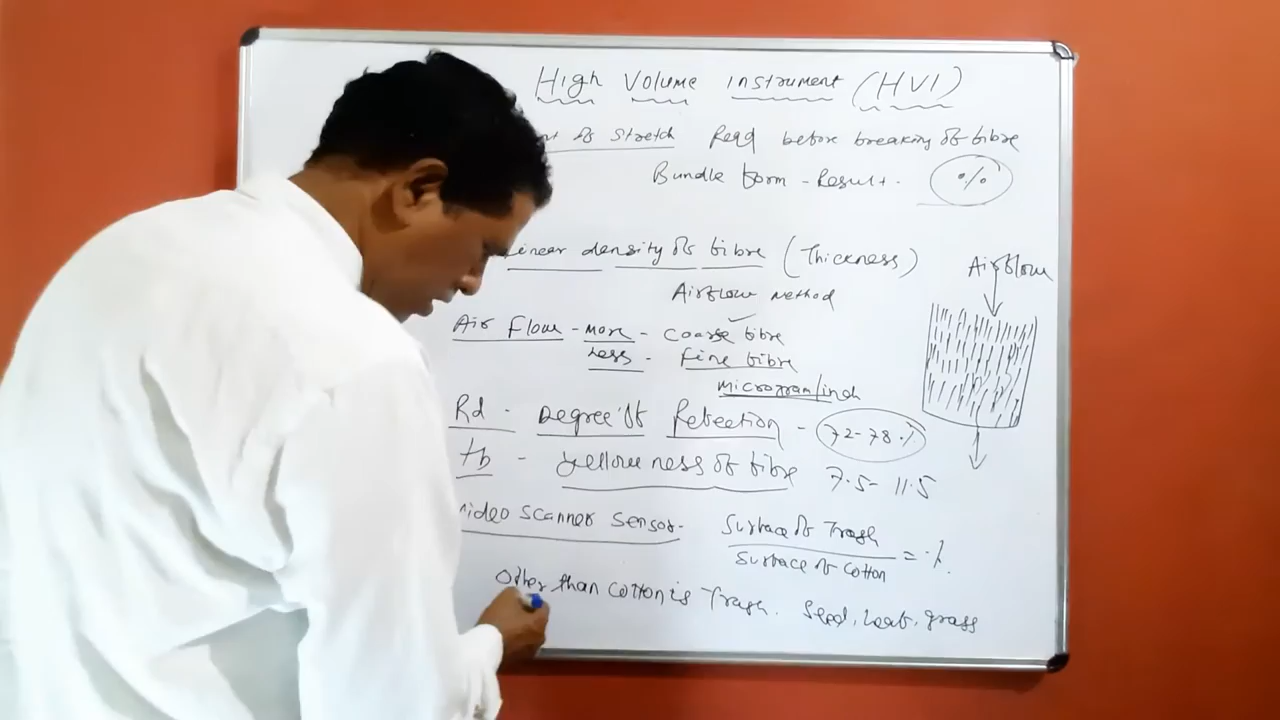 High Volume Instrument (HVI)
of Stretch Read before breaking of fibre
Bundle form - Result. %
Linear density of fibre (Thickness)
Airflow
Airflow method
Air Flow - more - Coarse fibre
Less - Fine fibre
Microgram/inch
Rd - Degree of Reflection - 72-78%
+b - yellowness of fibre 7.5- 11.5
Video Scanner Sensor- Surface of Trash
Surface of Cotton = %.
Other than Cotton is Trash. Seed, Leaf, grass